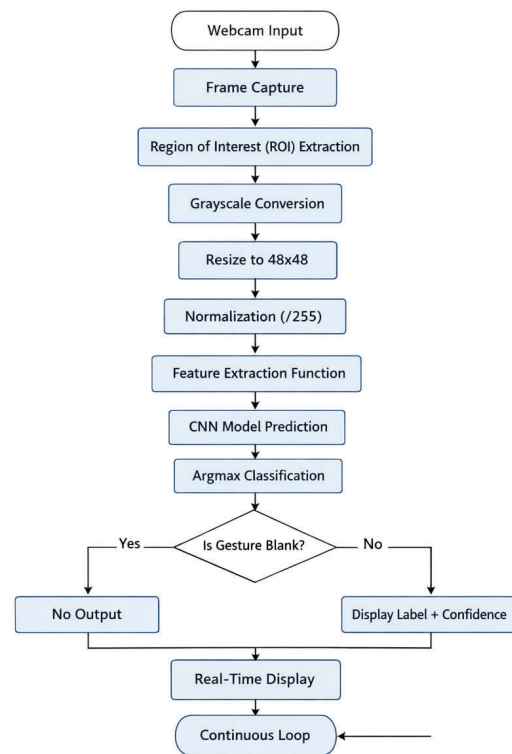 Webcam Input
Frame Capture
Region of Interest (ROI) Extraction
Grayscale Conversion
Resize to 48x48
Normalization (/255)
Feature Extraction Function
CNN Model Prediction
Argmax Classification
Is Gesture Blank?
Yes
No
No Output
Display Label + Confidence
Real-Time Display
Continuous Loop